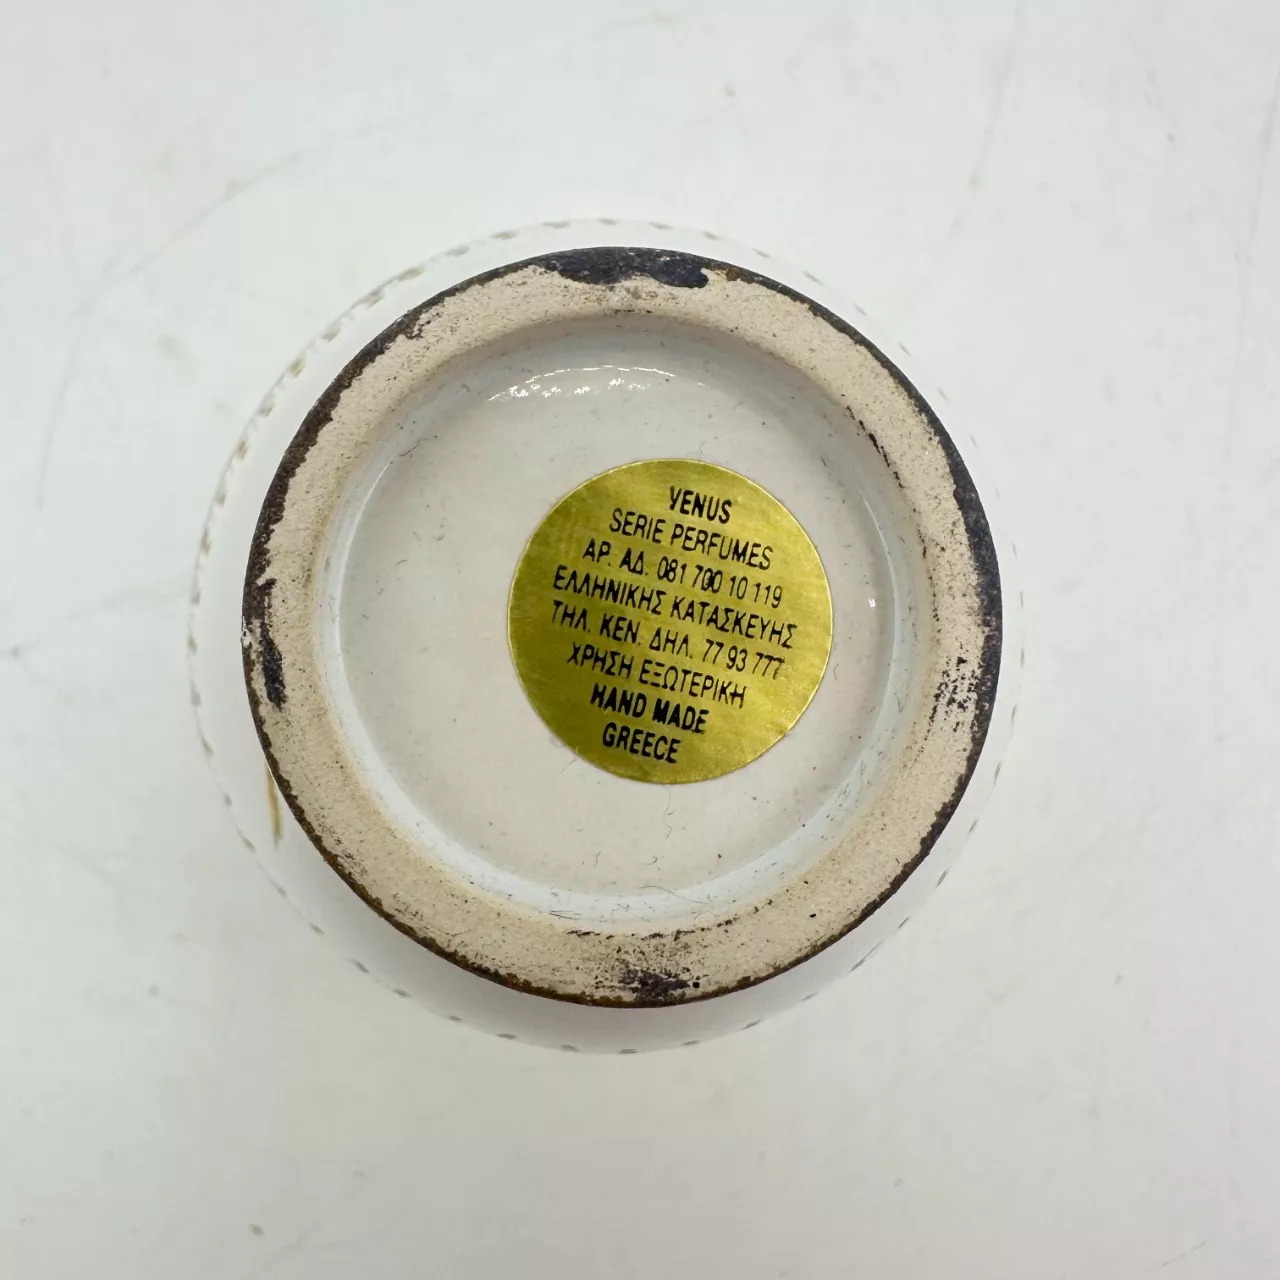 VENUS
SERIE PERFUMES
ΑΡ. ΑΔ. 081 700 10 119
ΕΛΛΗΝΙΚΗΣ ΚΑΤΑΣΚΕΥΗΣ
ΤΗΛ. ΚΕΝ. ΔΗΛ. 77 93 777
ΧΡΗΣΗ ΕΞΩΤΕΡΙΚΗ
HAND MADE
GREECE